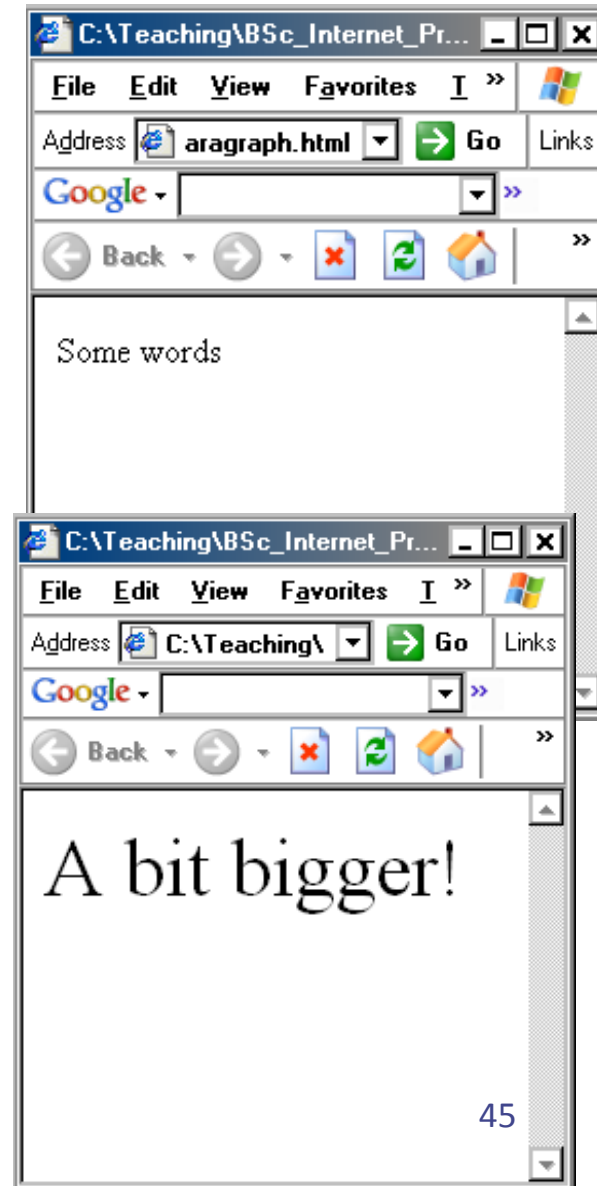 C:\Teaching\BSc_Internet_Pr...
File Edit View Favorites T »
Address aragraph.html Go Links
Google »
Back »
Some words
C:\Teaching\BSc_Internet_Pr...
File Edit View Favorites T »
Address C:\Teaching\ Go Links
Google »
Back »
A bit bigger!
45